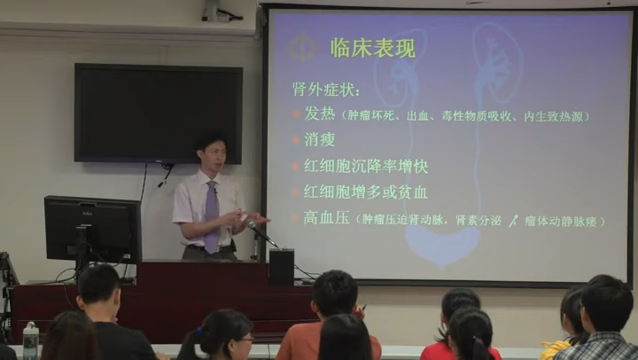 临床表现
肾外症状：
发热（肿瘤坏死、出血、毒性物质吸收、内生致热源）
消瘦
红细胞沉降率增快
红细胞增多或贫血
高血压（肿瘤压迫肾动脉，肾素分泌↗瘤体动静脉瘘）